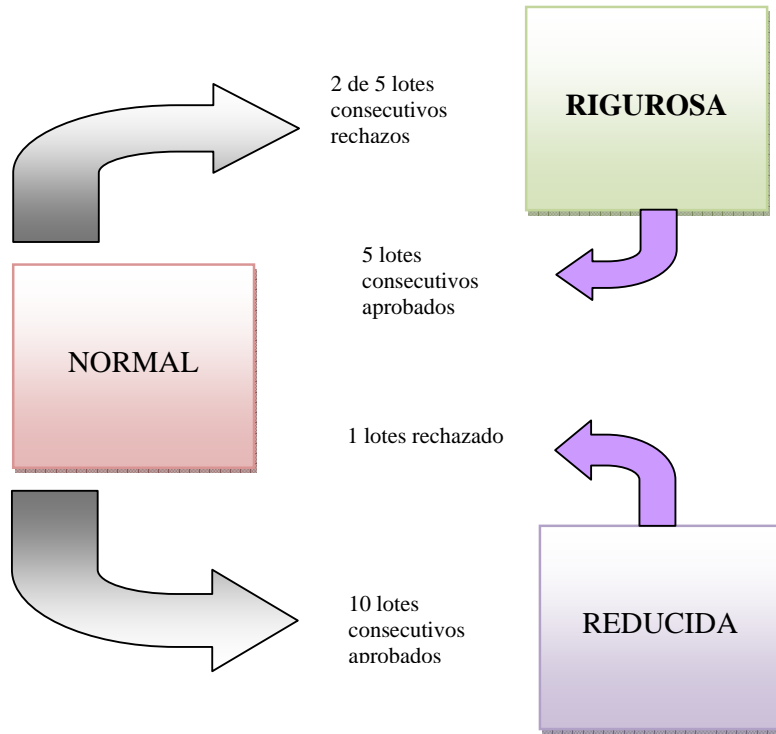 2 de 5 lotes
consecutivos
rechazos
RIGUROSA
5 lotes
consecutivos
aprobados
NORMAL
1 lotes rechazado
10 lotes
consecutivos
aprobados
REDUCIDA